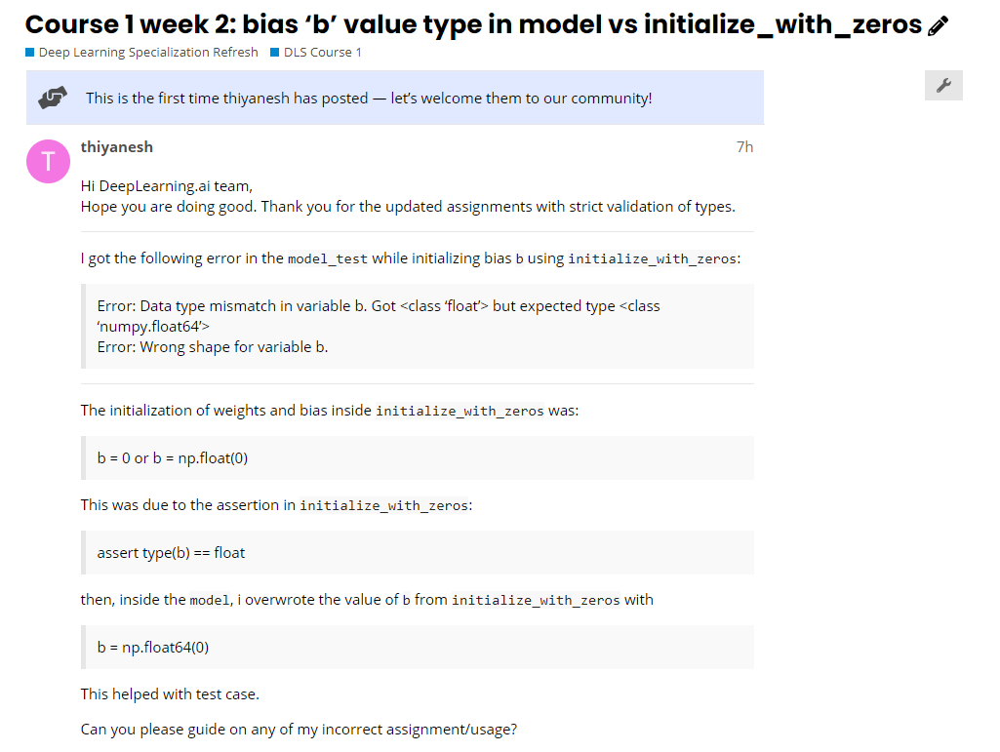 Course 1 week 2: bias ‘b’ value type in model vs initialize_with_zeros
Deep Learning Specialization Refresh DLS Course 1
This is the first time thiyanesh has posted — let’s welcome them to our community!
T
thiyanesh 7h
Hi DeepLearning.ai team,
Hope you are doing good. Thank you for the updated assignments with strict validation of types.
I got the following error in the model_test while initializing bias b using initialize_with_zeros:
Error: Data type mismatch in variable b. Got <class ‘float’> but expected type <class
‘numpy.float64’>
Error: Wrong shape for variable b.
The initialization of weights and bias inside initialize_with_zeros was:
b = 0 or b = np.float(0)
This was due to the assertion in initialize_with_zeros:
assert type(b) == float
then, inside the model, i overwrote the value of b from initialize_with_zeros with
b = np.float64(0)
This helped with test case.
Can you please guide on any of my incorrect assignment/usage?